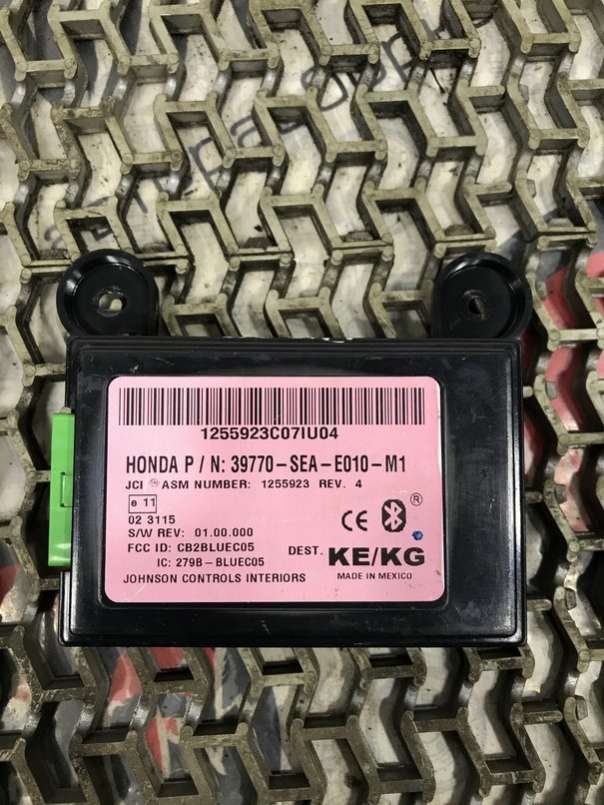 1255923C07IU04
HONDA P / N: 39770-SEA-E010-M1
JCI ASM NUMBER: 1255923 REV. 4
e 11
02 3115
S/W REV: 01.00.000
FCC ID: CB2BLUEC05
IC: 279B-BLUEC05
JOHNSON CONTROLS INTERIORS
CE
®
DEST. KE/KG
MADE IN MEXICO